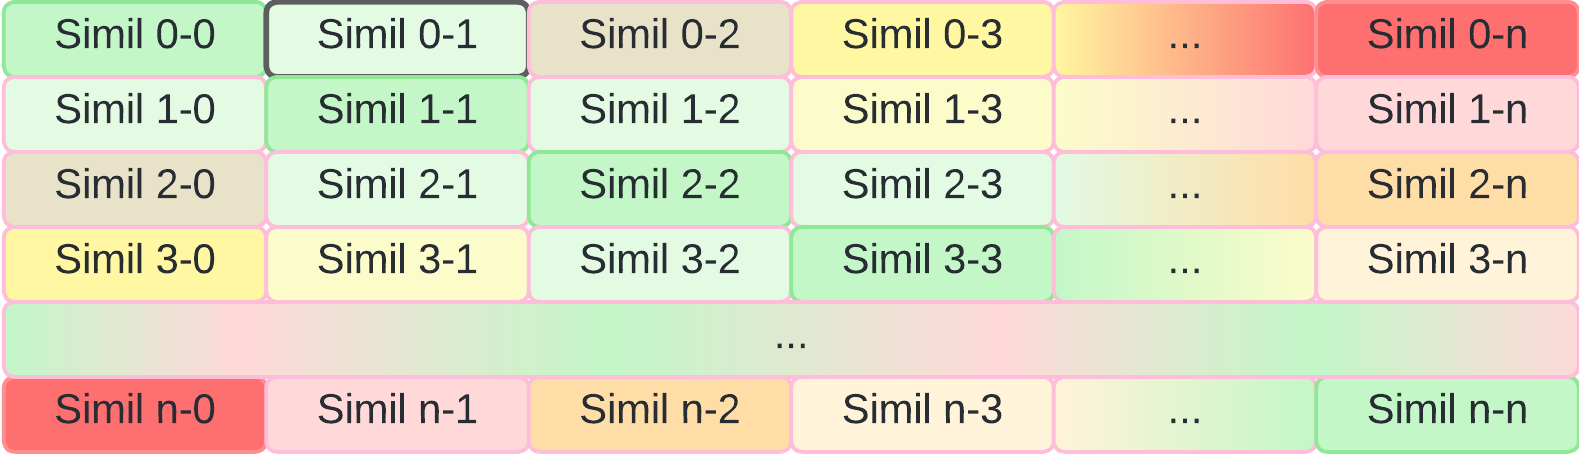 Simil 0-0 Simil 0-1 Simil 0-2 Simil 0-3 ... Simil 0-n
Simil 1-0 Simil 1-1 Simil 1-2 Simil 1-3 ... Simil 1-n
Simil 2-0 Simil 2-1 Simil 2-2 Simil 2-3 ... Simil 2-n
Simil 3-0 Simil 3-1 Simil 3-2 Simil 3-3 ... Simil 3-n
...
Simil n-0 Simil n-1 Simil n-2 Simil n-3 ... Simil n-n